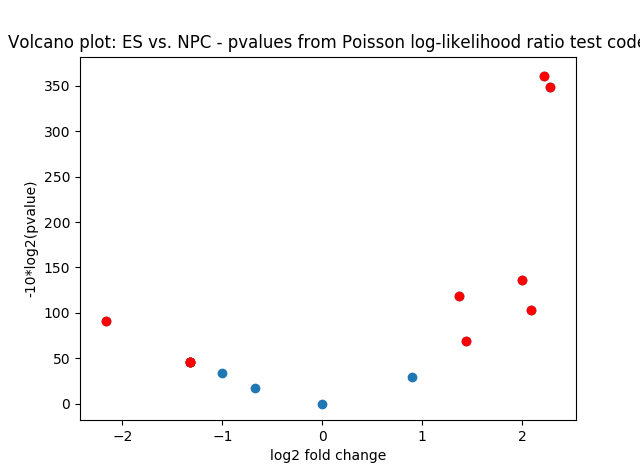 Volcano plot: ES vs. NPC - pvalues from Poisson log-likelihood ratio test code
350
300
250
200
150
100
50
0
-10*log2(pvalue)
−2 −1 0 1 2
log2 fold change